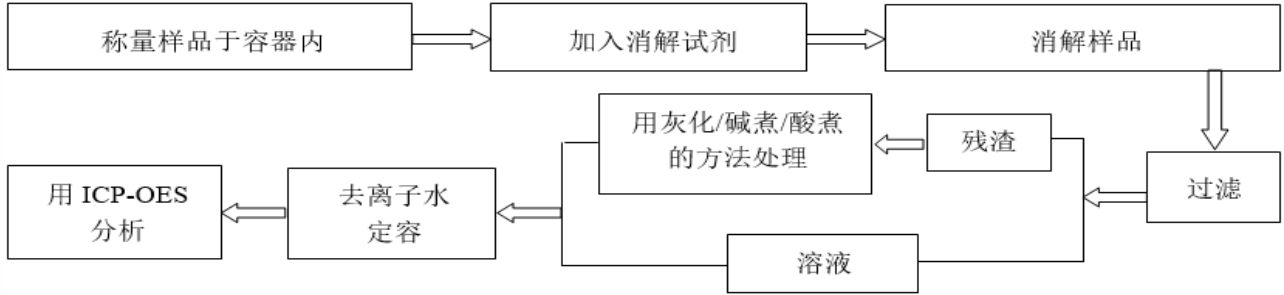 称量样品于容器内
加入消解试剂
消解样品
过滤
残渣
用灰化/碱煮/酸煮
的方法处理
溶液
去离子水
定容
用 ICP-OES
分析